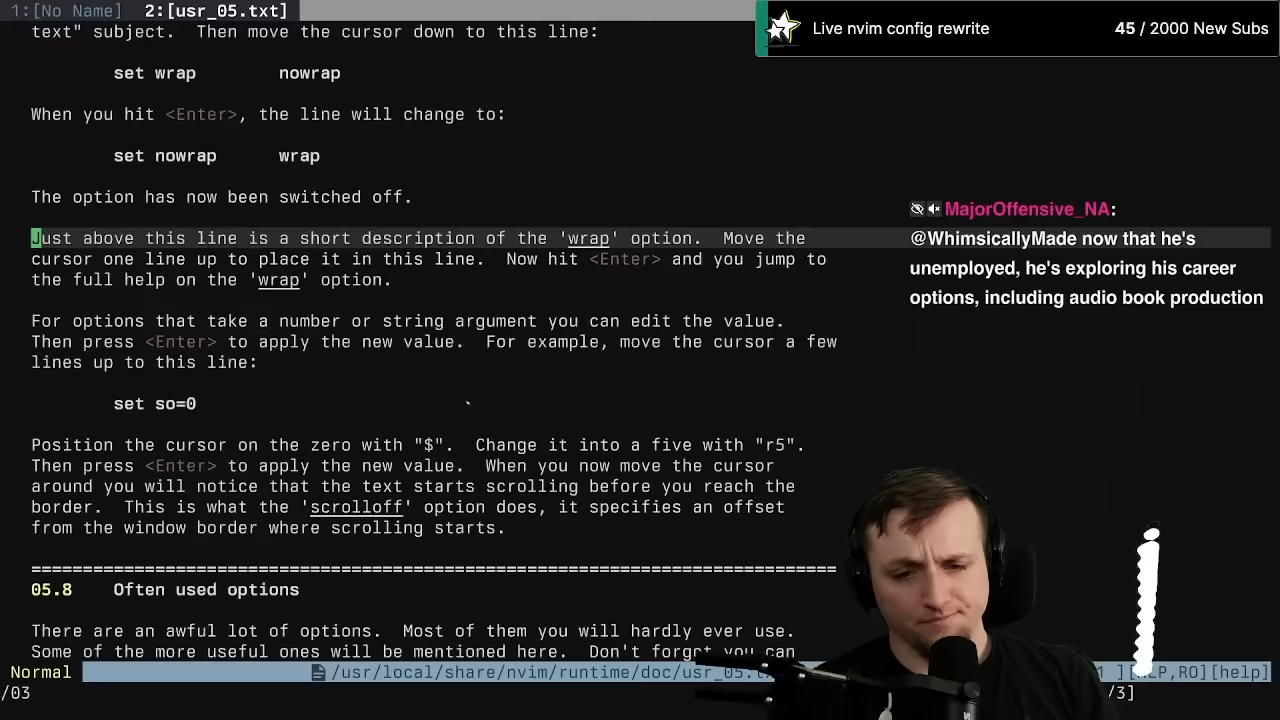 1:[No Name]  2:[usr_05.txt]
text" subject.  Then move the cursor down to this line:
set wrap        nowrap
When you hit <Enter>, the line will change to:
set nowrap      wrap
The option has now been switched off.
Just above this line is a short description of the 'wrap' option.  Move the
cursor one line up to place it in this line.  Now hit <Enter> and you jump to
the full help on the 'wrap' option.
For options that take a number or string argument you can edit the value.
Then press <Enter> to apply the new value.  For example, move the cursor a few
lines up to this line:
set so=0
Position the cursor on the zero with "$".  Change it into a five with "r5".
Then press <Enter> to apply the new value.  When you now move the cursor
around you will notice that the text starts scrolling before you reach the
border.  This is what the 'scrolloff' option does, it specifies an offset
from the window border where scrolling starts.
==============================================================================
05.8    Often used options
There are an awful lot of options.  Most of them you will hardly ever use.
Some of the more useful ones will be mentioned here.  Don't forget you can
Normal /usr/local/share/nvim/runtime/doc/usr_05. ,RO][help]
/03 /3]
Live nvim config rewrite 45 / 2000 New Subs
MajorOffensive_NA:
@WhimsicallyMade now that he's
unemployed, he's exploring his career
options, including audio book production